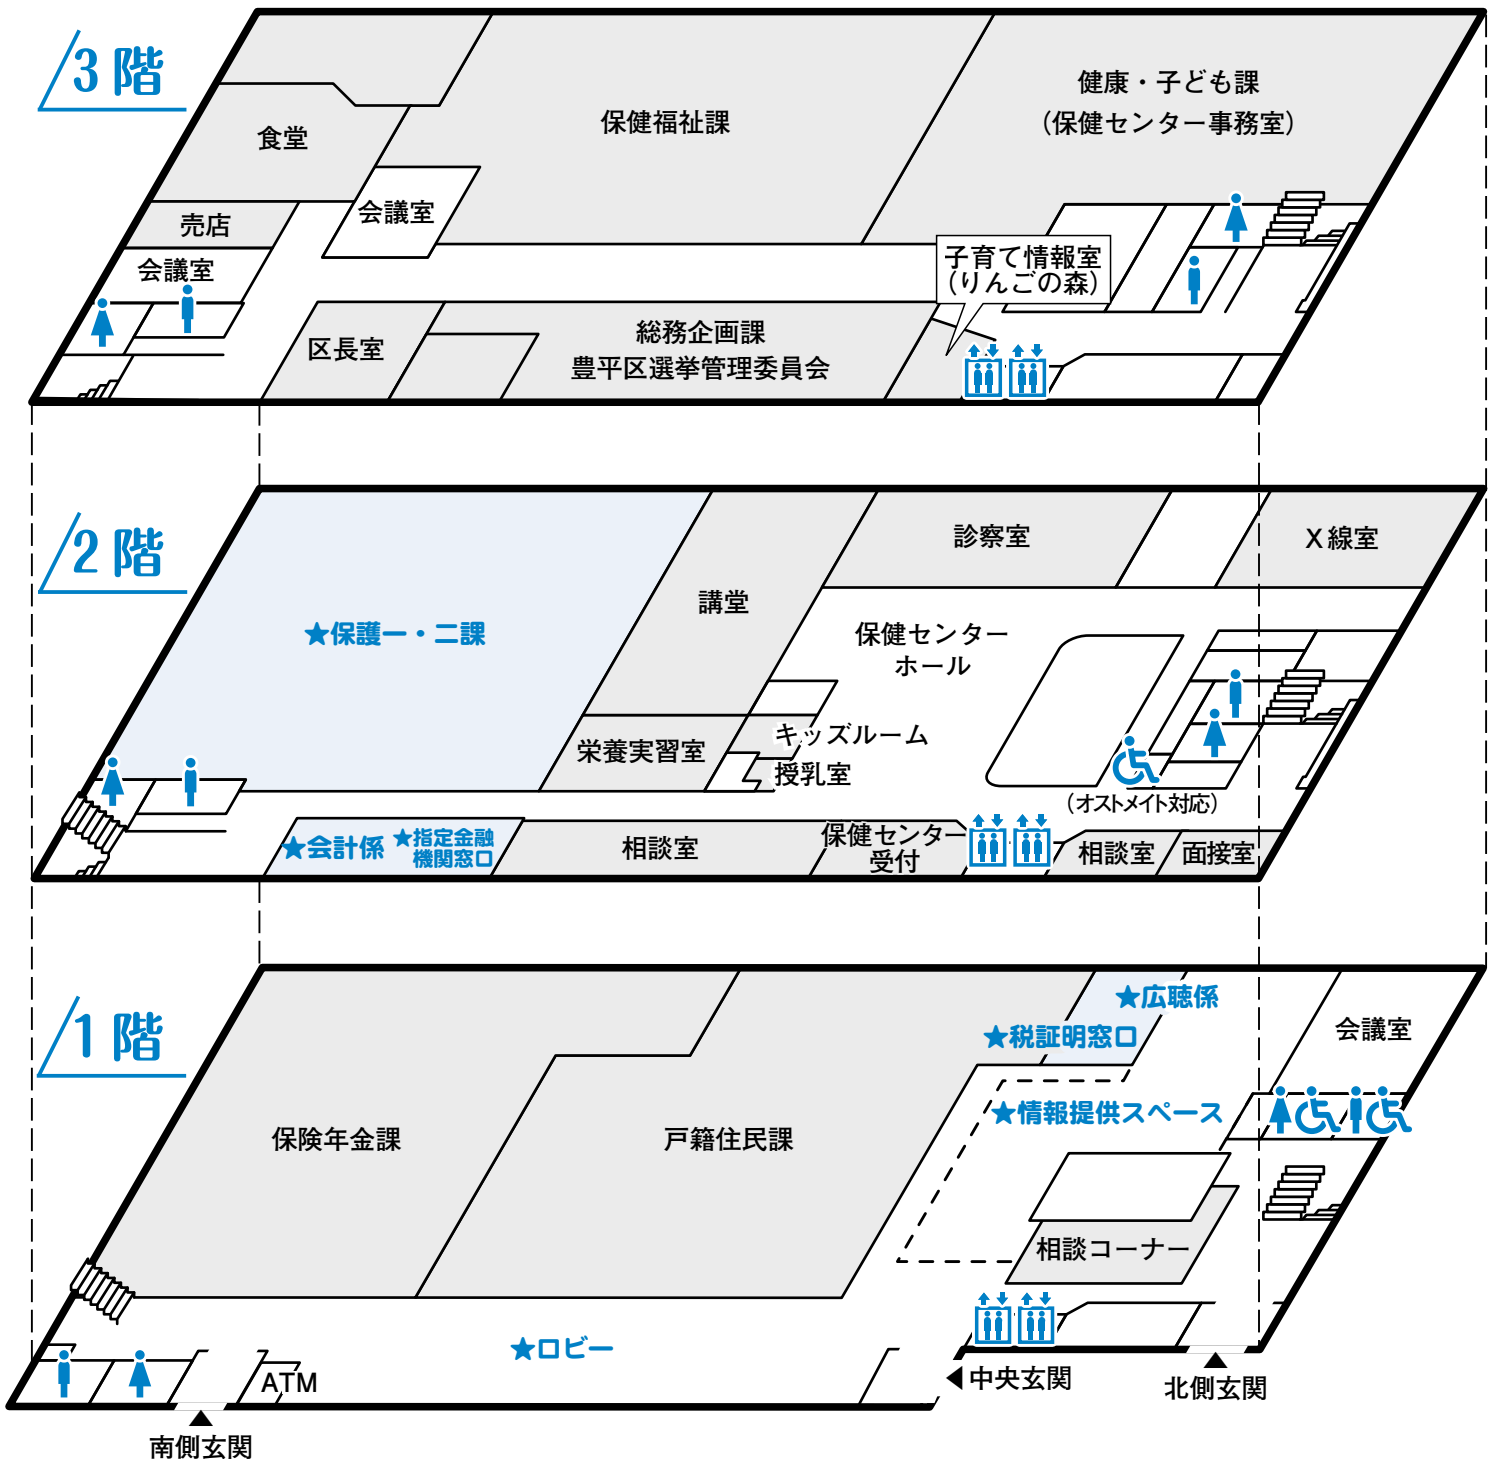 3階
健康・子ども課
(保健センター事務室)
保健福祉課
食堂
会議室
売店
会議室
子育て情報室
(りんごの森)
区長室
総務企画課
豊平区選挙管理委員会
2階
診察室
X線室
講堂
★保護一・二課
保健センター
ホール
キッズルーム
栄養実習室
授乳室
(オストメイト対応)
★会計係
★指定金融
機関窓口
相談室
保健センター
受付
相談室
面接室
1階
★広聴係
会議室
★税証明窓口
★情報提供スペース
保険年金課
戸籍住民課
相談コーナー
★ロビー
ATM
中央玄関
北側玄関
南側玄関